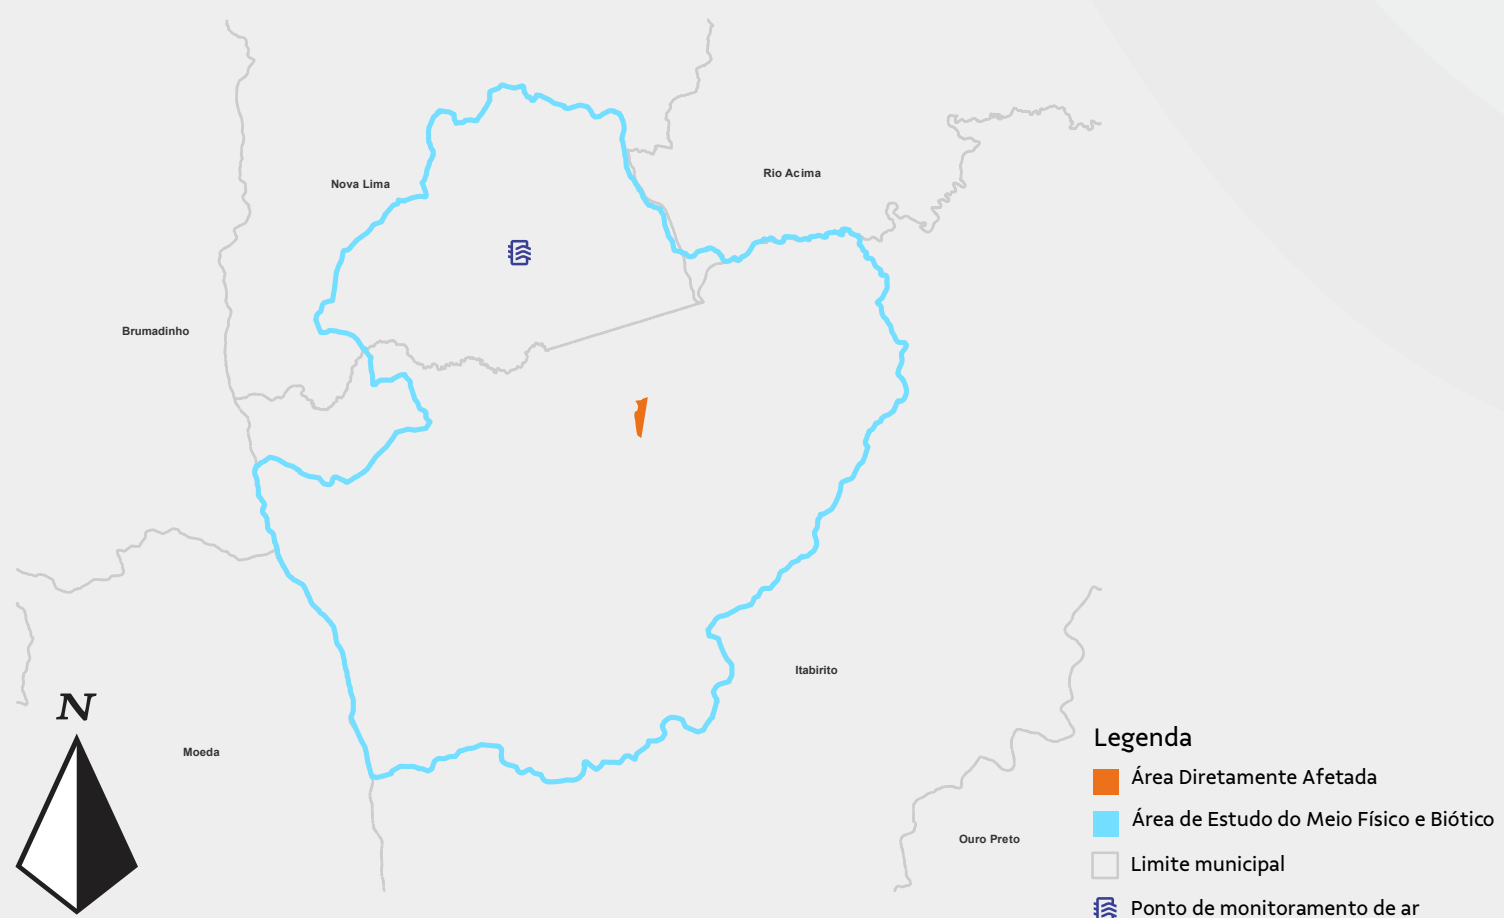 Rio Acima
Nova Lima
Brumadinho
Itabirito
N
Moeda
Ouro Preto
Legenda
Área Diretamente Afetada
Área de Estudo do Meio Físico e Biótico
Limite municipal
Ponto de monitoramento de ar